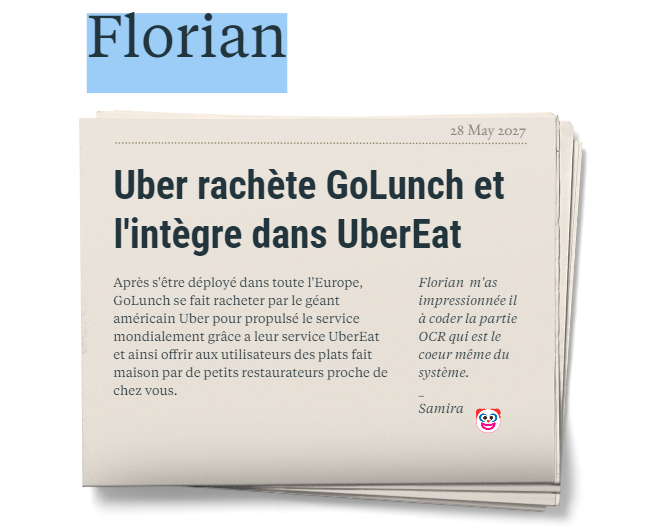 Florian
28 May 2027
Uber rachète GoLunch et
l'intègre dans UberEat
Après s'être déployé dans toute l'Europe,
GoLunch se fait racheter par le géant
américain Uber pour propulsé le service
mondialement grâce a leur service UberEat
et ainsi offrir aux utilisateurs des plats fait
maison par de petits restaurateurs proche de
chez vous.
Florian m'as
impressionnée il
à coder la partie
OCR qui est le
coeur même du
système.
_
Samira